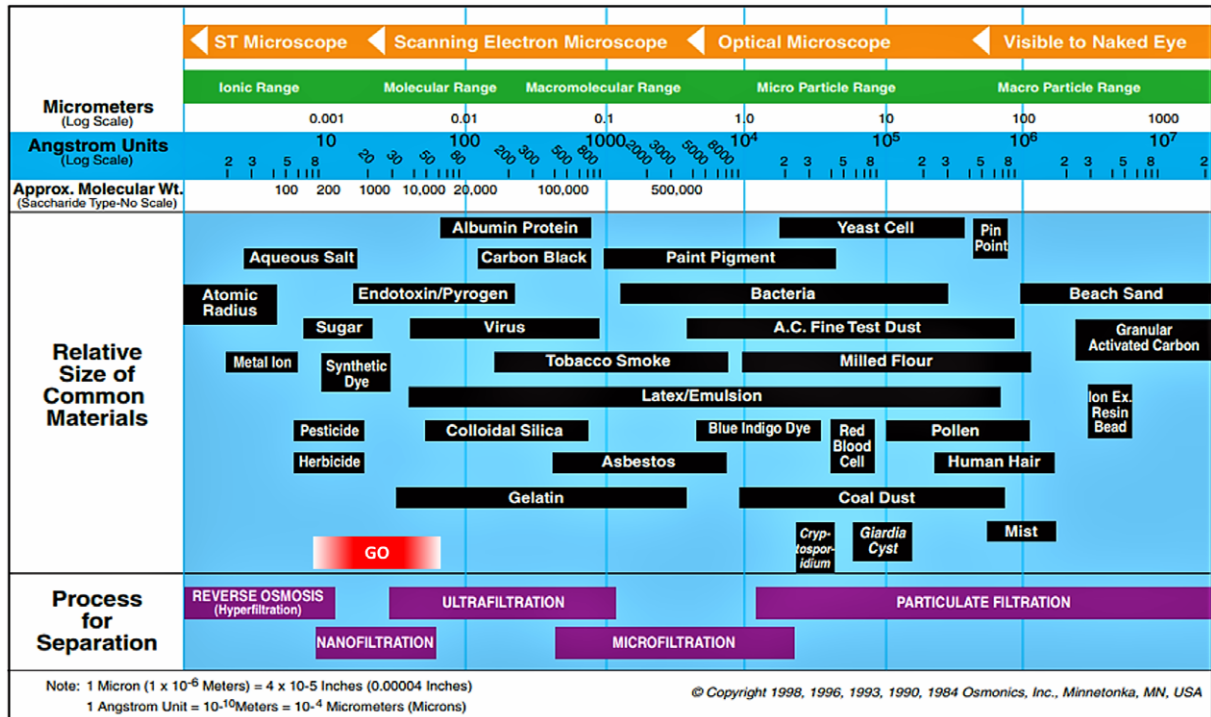 ST Microscope Scanning Electron Microscope Optical Microscope Visible to Naked Eye
Ionic Range Molecular Range Macromolecular Range Micro Particle Range Macro Particle Range
Micrometers
(Log Scale)
0.001 0.01 0.1 1.0 10 100 1000
Angstrom Units
(Log Scale)
10 100 1000 10⁴ 10⁵ 10⁶ 10⁷
2 3 5 8 20 30 50 80 200 300 500 800 2000 3000 5000 8000 2 3 5 8 2 3 5 8 2 3 5 8 2
Approx. Molecular Wt.
(Saccharide Type-No Scale)
100 200 1000 10,000 20,000 100,000 500,000
Relative
Size of
Common
Materials
Albumin Protein Yeast Cell Pin
Point
Aqueous Salt Carbon Black Paint Pigment
Atomic
Radius
Endotoxin/Pyrogen Bacteria Beach Sand
Sugar Virus A.C. Fine Test Dust Granular
Activated Carbon
Metal Ion Synthetic
Dye
Tobacco Smoke Milled Flour
Latex/Emulsion Ion Ex.
Resin
Bead
Pesticide Colloidal Silica Blue Indigo Dye Red
Blood
Cell
Pollen
Herbicide Asbestos Human Hair
Gelatin Coal Dust
GO Cryp-
tospor-
idium
Giardia
Cyst
Mist
Process
for
Separation
REVERSE OSMOSIS
(Hyperfiltration)
ULTRAFILTRATION PARTICULATE FILTRATION
NANOFILTRATION MICROFILTRATION
Note: 1 Micron (1 x 10⁻⁶ Meters) = 4 x 10-5 Inches (0.00004 Inches)
1 Angstrom Unit = 10-¹⁰Meters = 10-⁴ Micrometers (Microns)
© Copyright 1998, 1996, 1993, 1990, 1984 Osmonics, Inc., Minnetonka, MN, USA